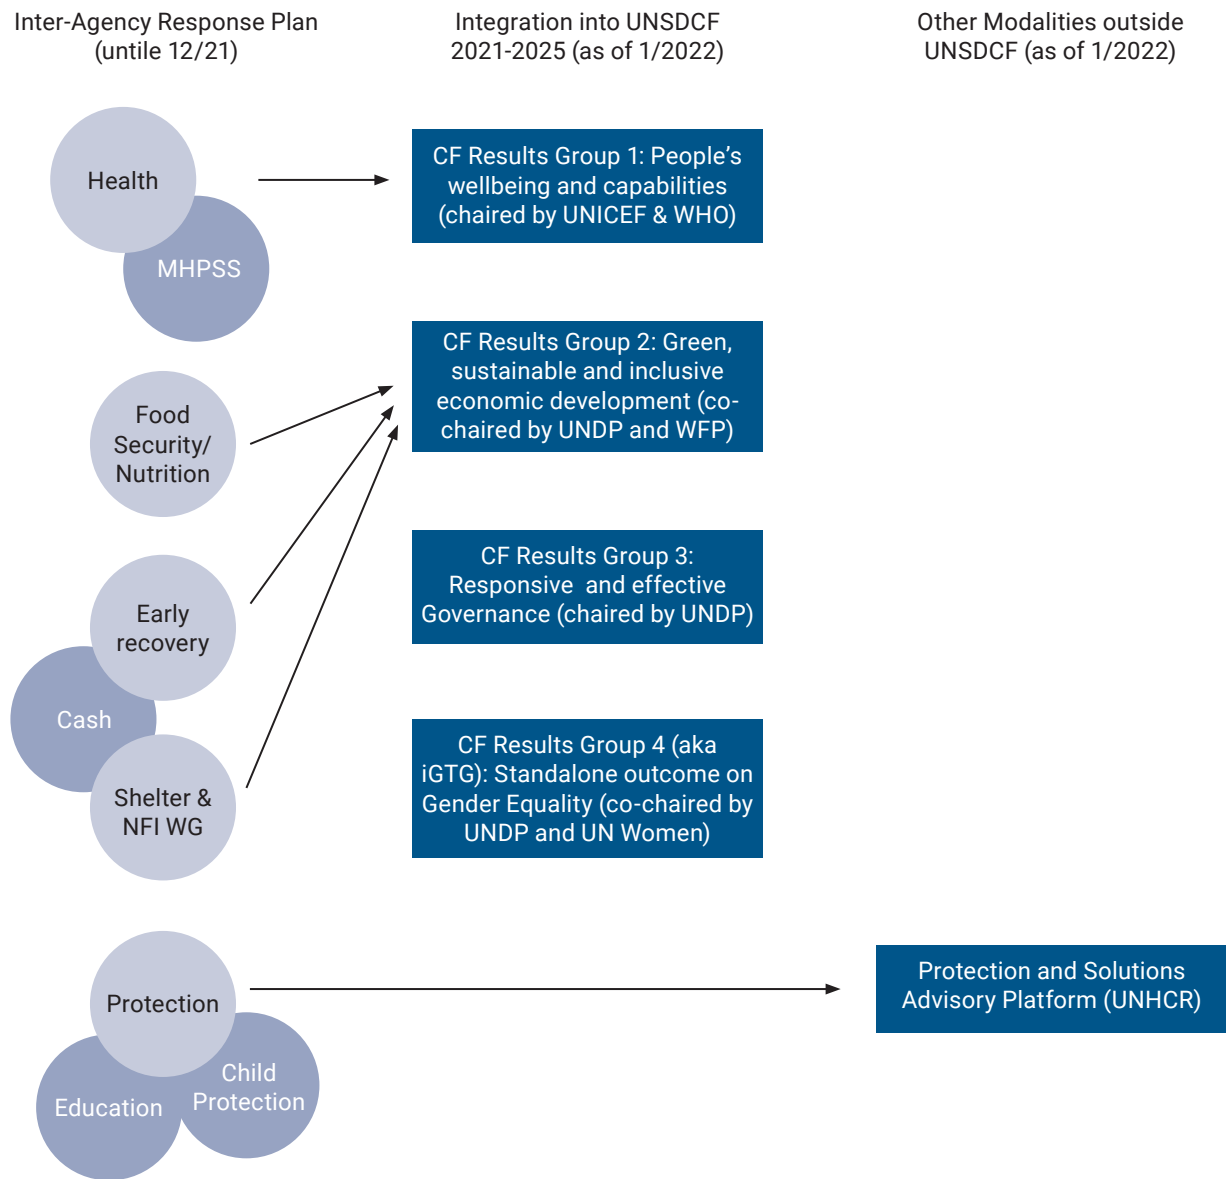 Inter-Agency Response Plan
(untile 12/21)
Integration into UNSDCF
2021-2025 (as of 1/2022)
Other Modalities outside
UNSDCF (as of 1/2022)
Health
MHPSS
CF Results Group 1: People’s
wellbeing and capabilities
(chaired by UNICEF & WHO)
Food
Security/
Nutrition
CF Results Group 2: Green,
sustainable and inclusive
economic development (co-
chaired by UNDP and WFP)
Early
recovery
Cash
Shelter &
NFI WG
CF Results Group 3:
Responsive and effective
Governance (chaired by UNDP)
CF Results Group 4 (aka
iGTG): Standalone outcome on
Gender Equality (co-chaired by
UNDP and UN Women)
Protection
Education
Child
Protection
Protection and Solutions
Advisory Platform (UNHCR)